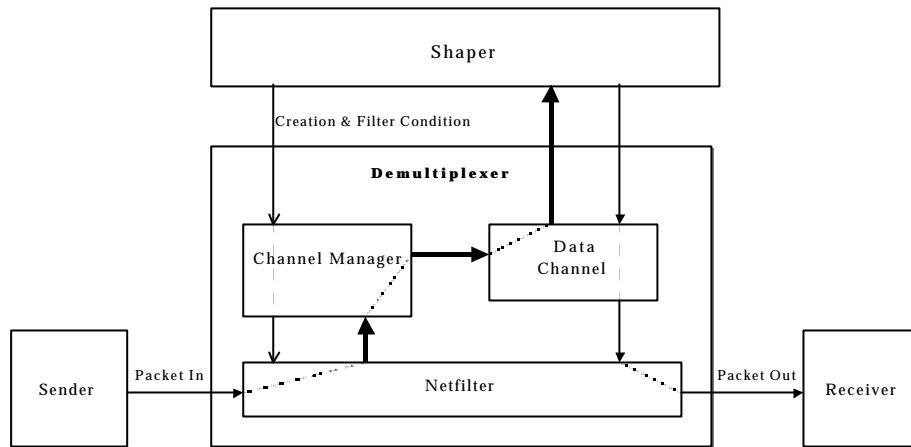 Shaper
Creation & Filter Condition
Demultiplexer
Channel Manager
Data
Channel
Sender
Packet In
Netfilter
Packet Out
Receiver